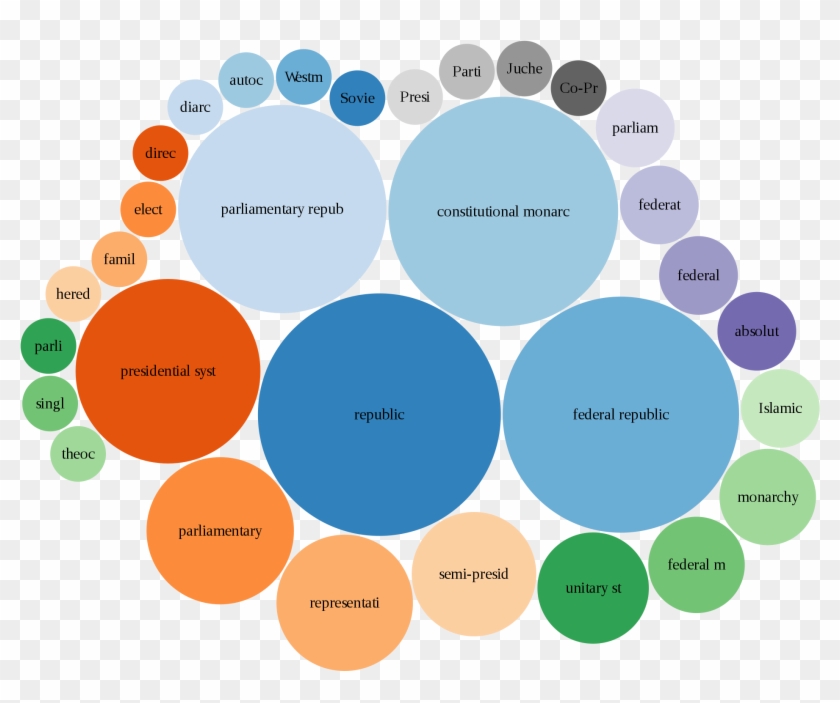 autoc
Westm
Sovie
Presi
Parti
Juche
Co-Pr
diarc
parliam
direc
elect
parliamentary repub
constitutional monarc
federat
famil
federal
hered
absolut
parli
presidential syst
republic
federal republic
Islamic
singl
theoc
monarchy
parliamentary
semi-presid
federal m
unitary st
representati